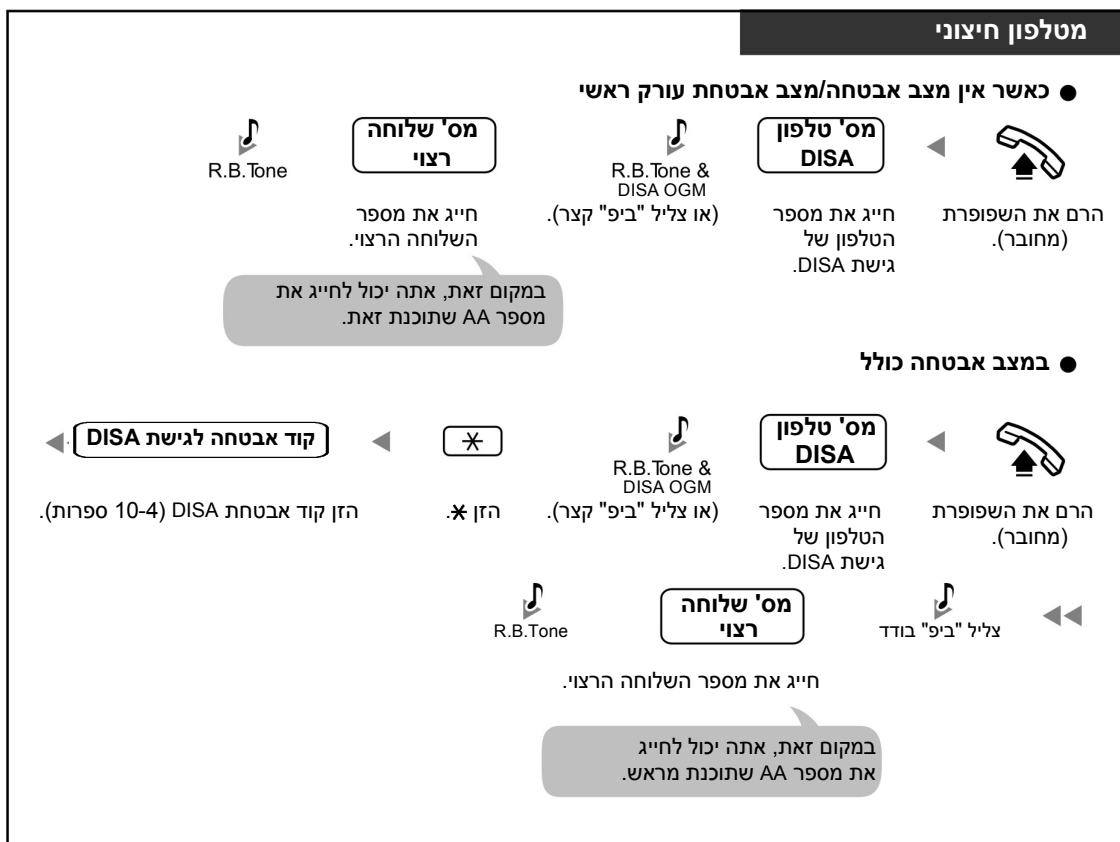 מטלפון חיצוני
● כאשר אין מצב אבטחה/מצב אבטחת עורק ראשי
מס' טלפון
DISA
R.B.Tone &
DISA OGM
מס' שלוחה
רצוי
R.B.Tone
הרם את השפופרת
(מחובר).
חייג את מספר
הטלפון של
גישת DISA.
(או צליל "ביפ" קצר).
חייג את מספר
השלוחה הרצוי.
במקום זאת, אתה יכול לחייג את
מספר AA שתוכנת זאת.
● במצב אבטחה כולל
מס' טלפון
DISA
R.B.Tone &
DISA OGM
קוד אבטחה לגישת DISA
הרם את השפופרת
(מחובר).
חייג את מספר
הטלפון של
גישת DISA.
(או צליל "ביפ" קצר).
הזן ⚹.
הזן קוד אבטחת DISA (10-4 ספרות).
צליל "ביפ" בודד
מס' שלוחה
רצוי
R.B.Tone
חייג את מספר השלוחה הרצוי.
במקום זאת, אתה יכול לחייג
את מספר AA שתוכנת מראש.